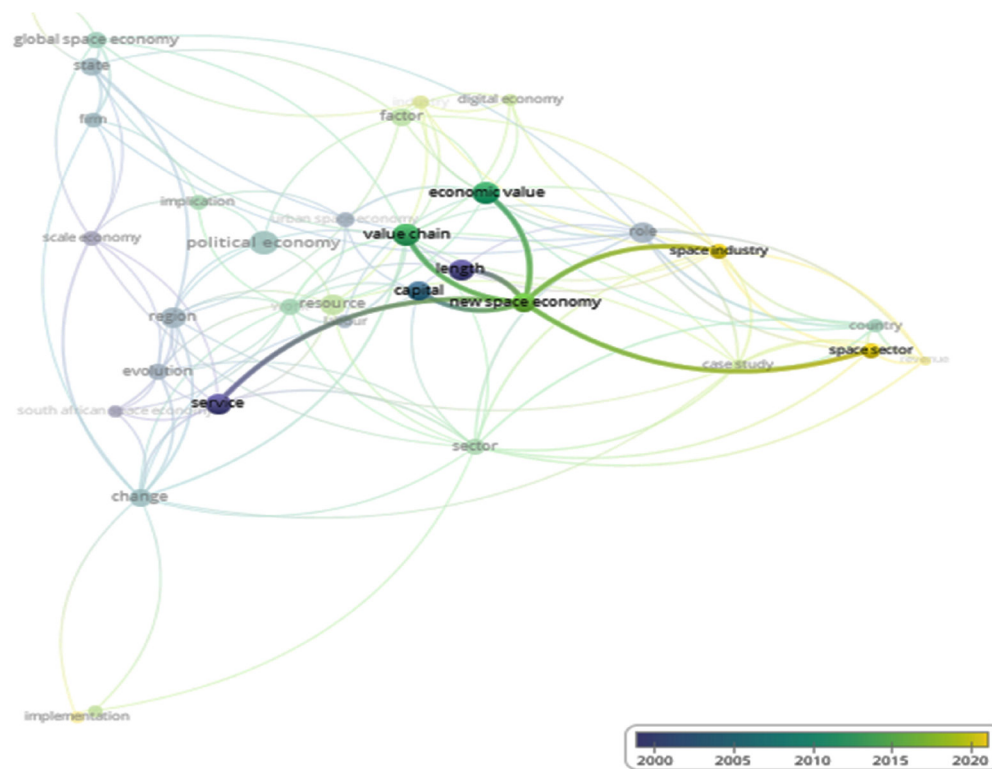 global space economy
state
firm
industry
digital economy
factor
economic value
implication
urban space economy
value chain
role
scale economy
political economy
space industry
length
capital
new space economy
resource
region
labour
country
space sector
case study
revenue
evolution
service
south african space economy
sector
change
implementation
2000 2005 2010 2015 2020